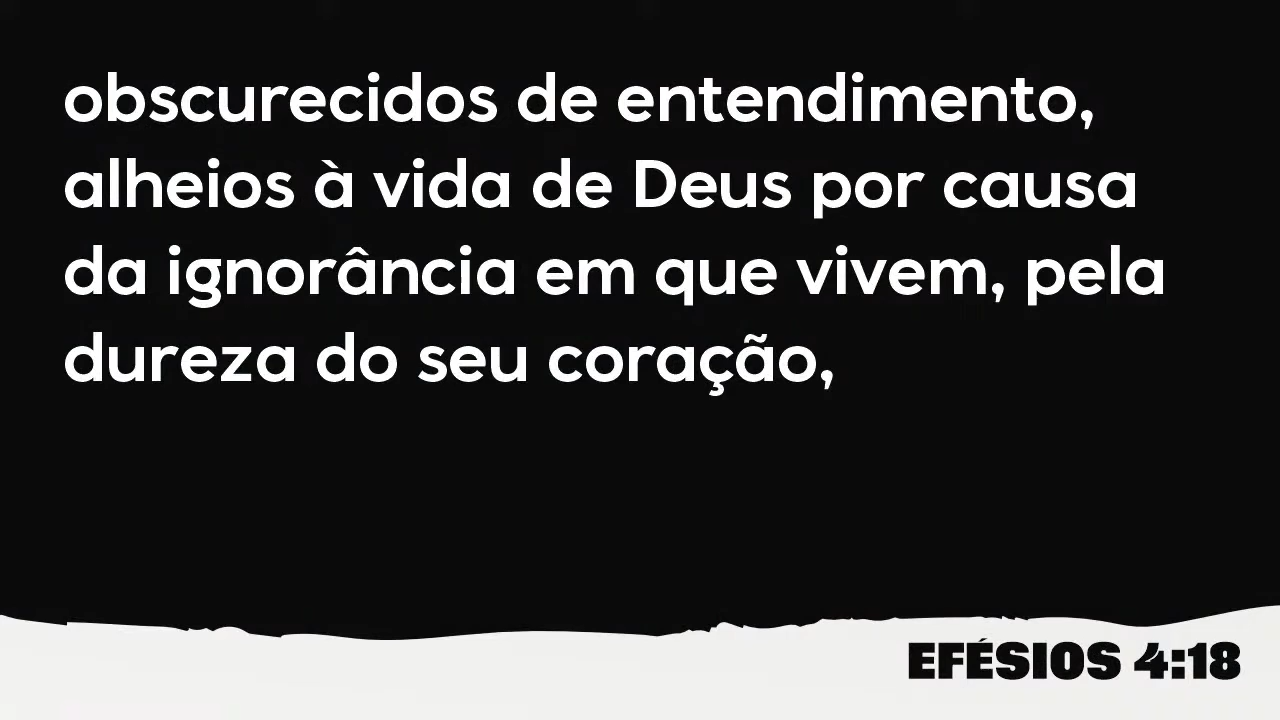 obscurecidos de entendimento,
alheios à vida de Deus por causa
da ignorância em que vivem, pela
dureza do seu coração,
EFÉSIOS 4:18